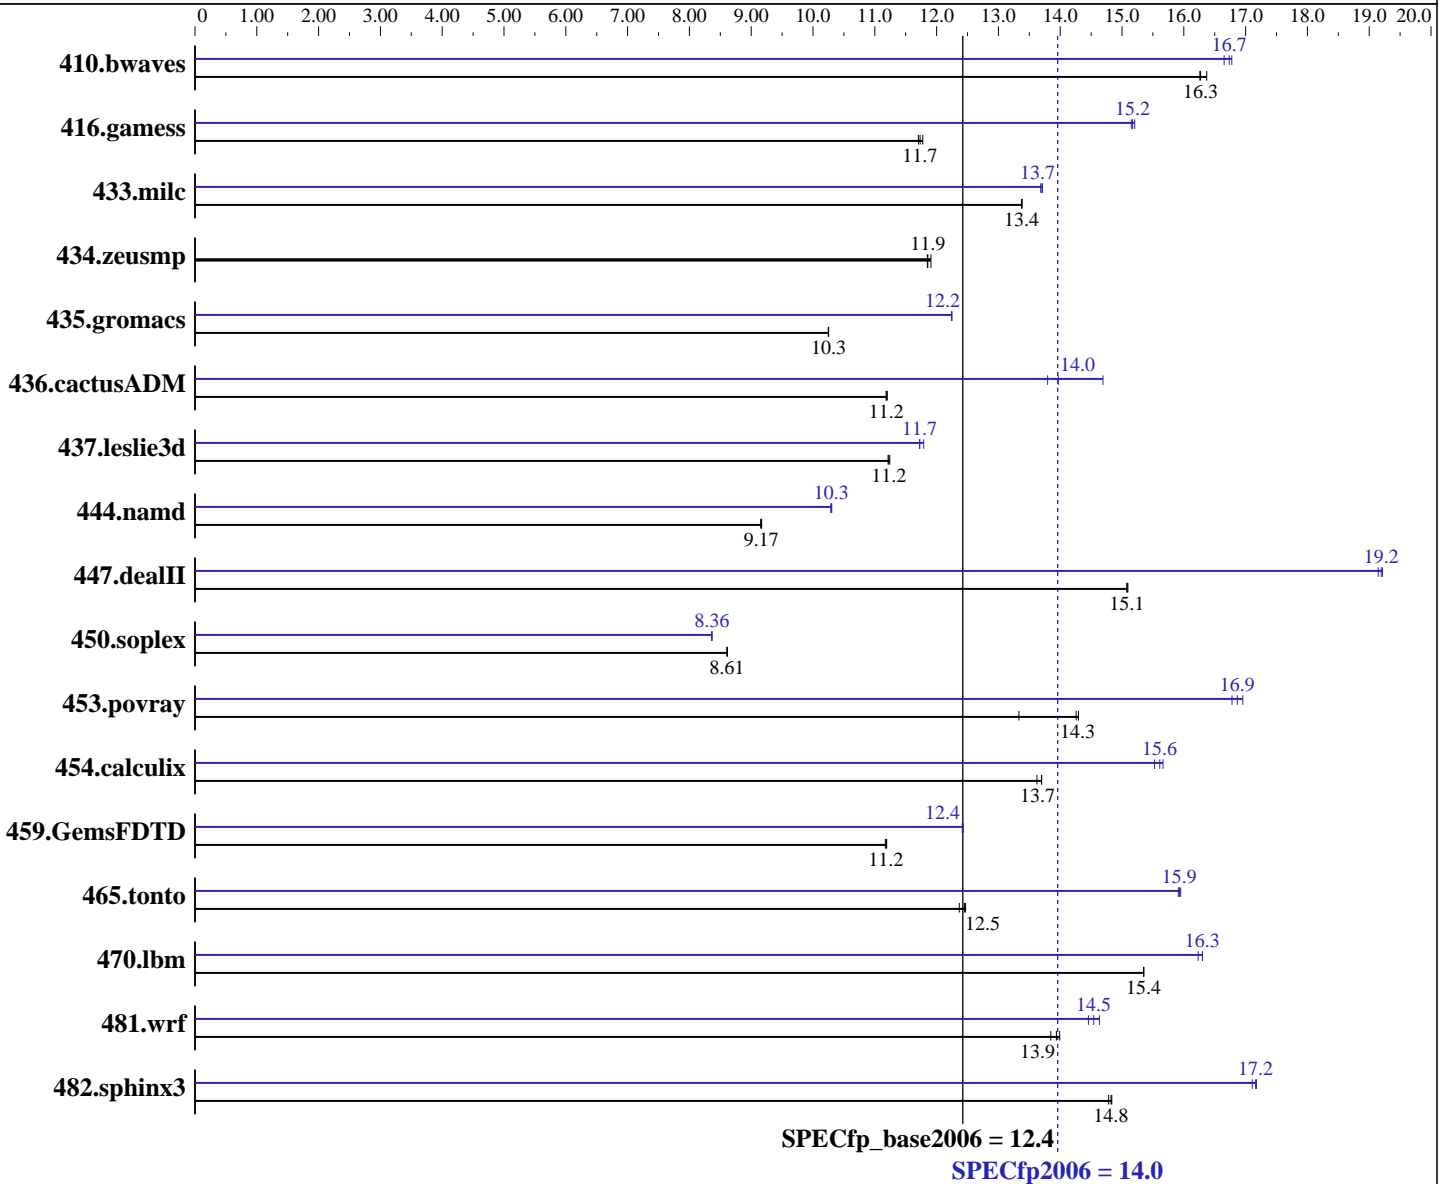 0 1.00 2.00 3.00 4.00 5.00 6.00 7.00 8.00 9.00 10.0 11.0 12.0 13.0 14.0 15.0 16.0 17.0 18.0 19.0 20.0
16.7
410.bwaves
16.3
15.2
416.gamess
11.7
13.7
433.milc
13.4
11.9
434.zeusmp
12.2
435.gromacs
10.3
14.0
436.cactusADM
11.2
11.7
437.leslie3d
11.2
10.3
444.namd
9.17
19.2
447.dealII
15.1
8.36
450.soplex
8.61
16.9
453.povray
14.3
15.6
454.calculix
13.7
12.4
459.GemsFDTD
11.2
15.9
465.tonto
12.5
16.3
470.lbm
15.4
14.5
481.wrf
13.9
17.2
482.sphinx3
14.8
SPECfp_base2006 = 12.4
SPECfp2006 = 14.0